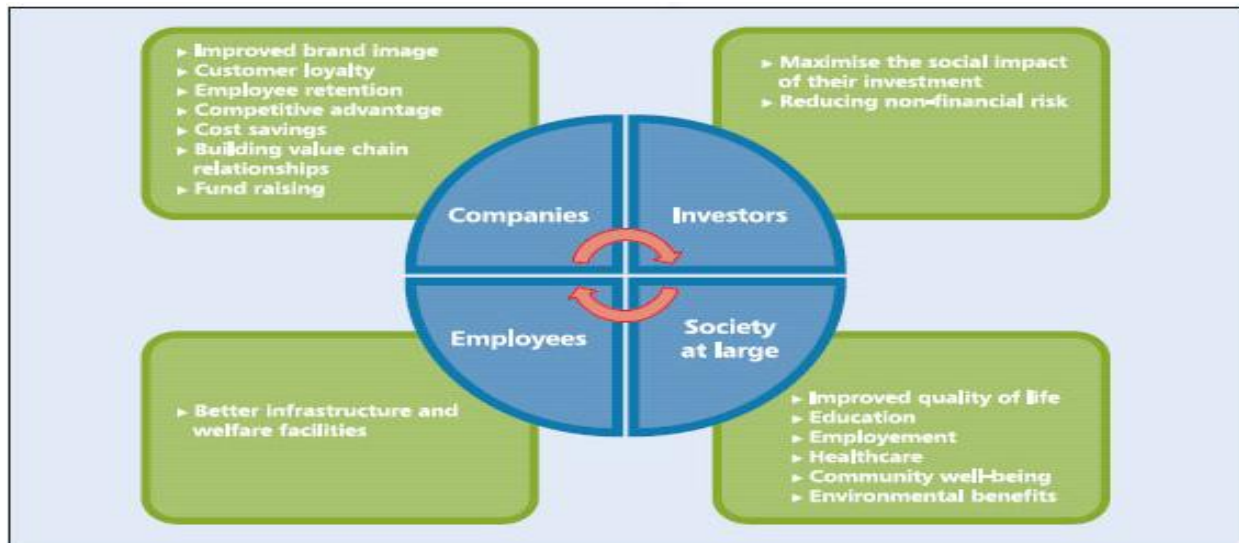 ► Improved brand image
► Customer loyalty
► Employee retention
► Competitive advantage
► Cost savings
► Building value chain
relationships
► Fund raising
► Maximise the social impact
of their investment
► Reducing non-financial risk
Companies
Investors
Employees
Society
at large
► Better infrastructure and
welfare facilities
► Improved quality of life
► Education
► Employement
► Healthcare
► Community well-being
► Environmental benefits